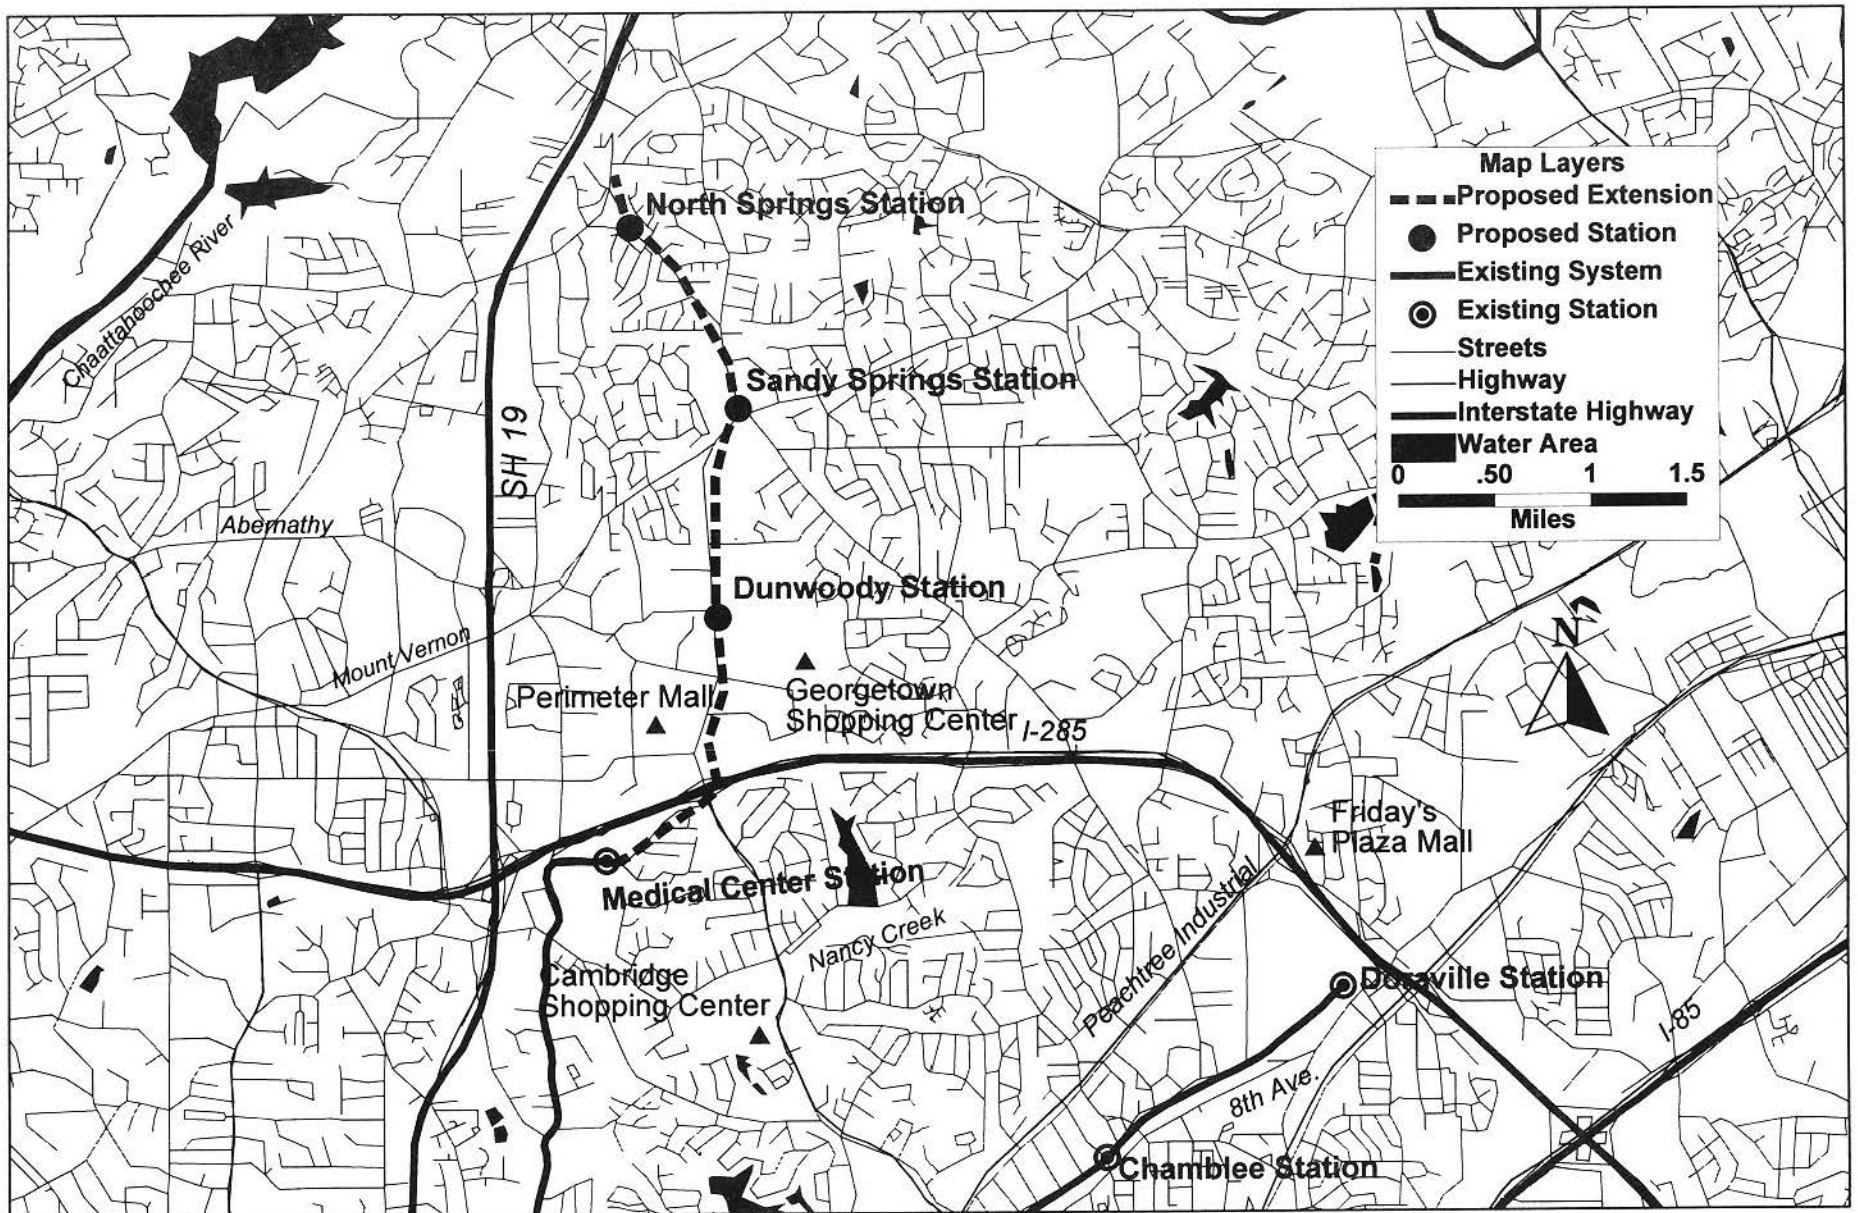 Map Layers
Proposed Extension
Proposed Station
Existing System
Existing Station
Streets
Highway
Interstate Highway
Water Area
0 .50 1 1.5
Miles
North Springs Station
Chaattahoochee River
Sandy Springs Station
SH 19
Abernathy
Dunwoody Station
N
Mount Vernon
Perimeter Mall
Georgetown
Shopping Center
I-285
Friday's
Plaza Mall
Medical Center Station
Nancy Creek
Peachtree Industrial
Cambridge
Shopping Center
Doraville Station
I-85
8th Ave.
Chamblee Station